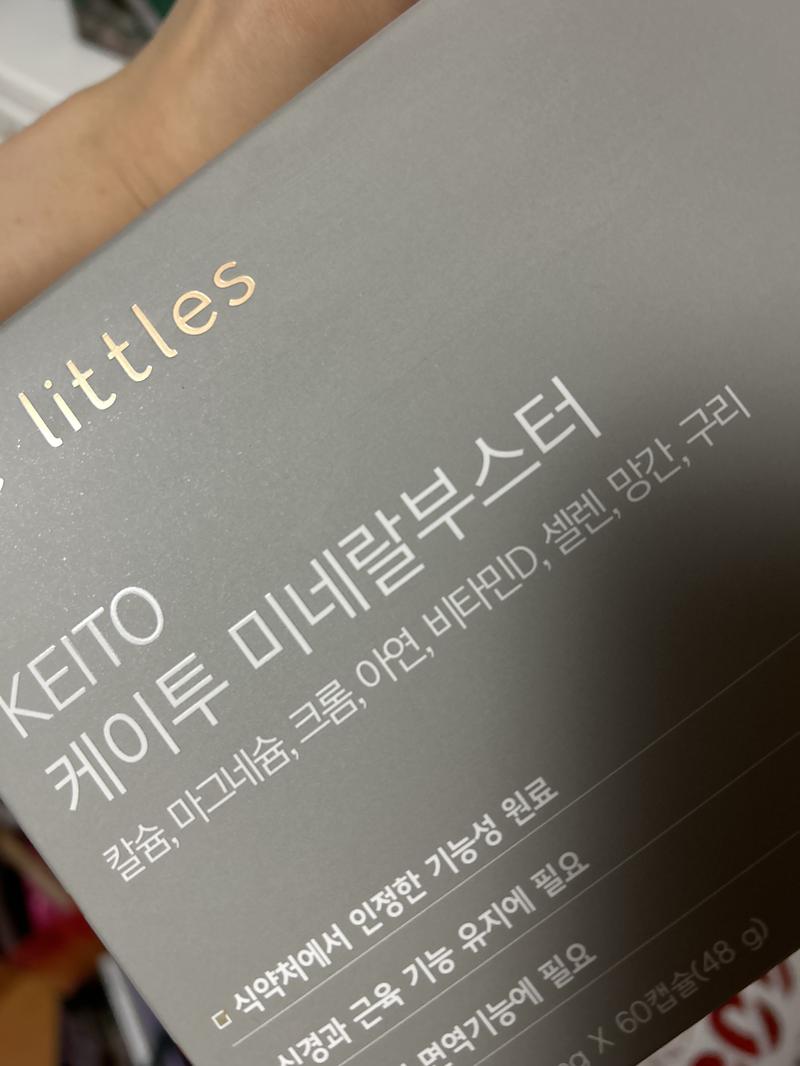 littles
KEITO
케이투 미네랄부스터
칼슘, 마그네슘, 크롬, 아연, 비타민D, 셀렌, 망간, 구리
식약처에서 인정한 기능성 원료
신경과 근육 기능 유지에 필요
면역기능에 필요
X 60캡슐(48 g)